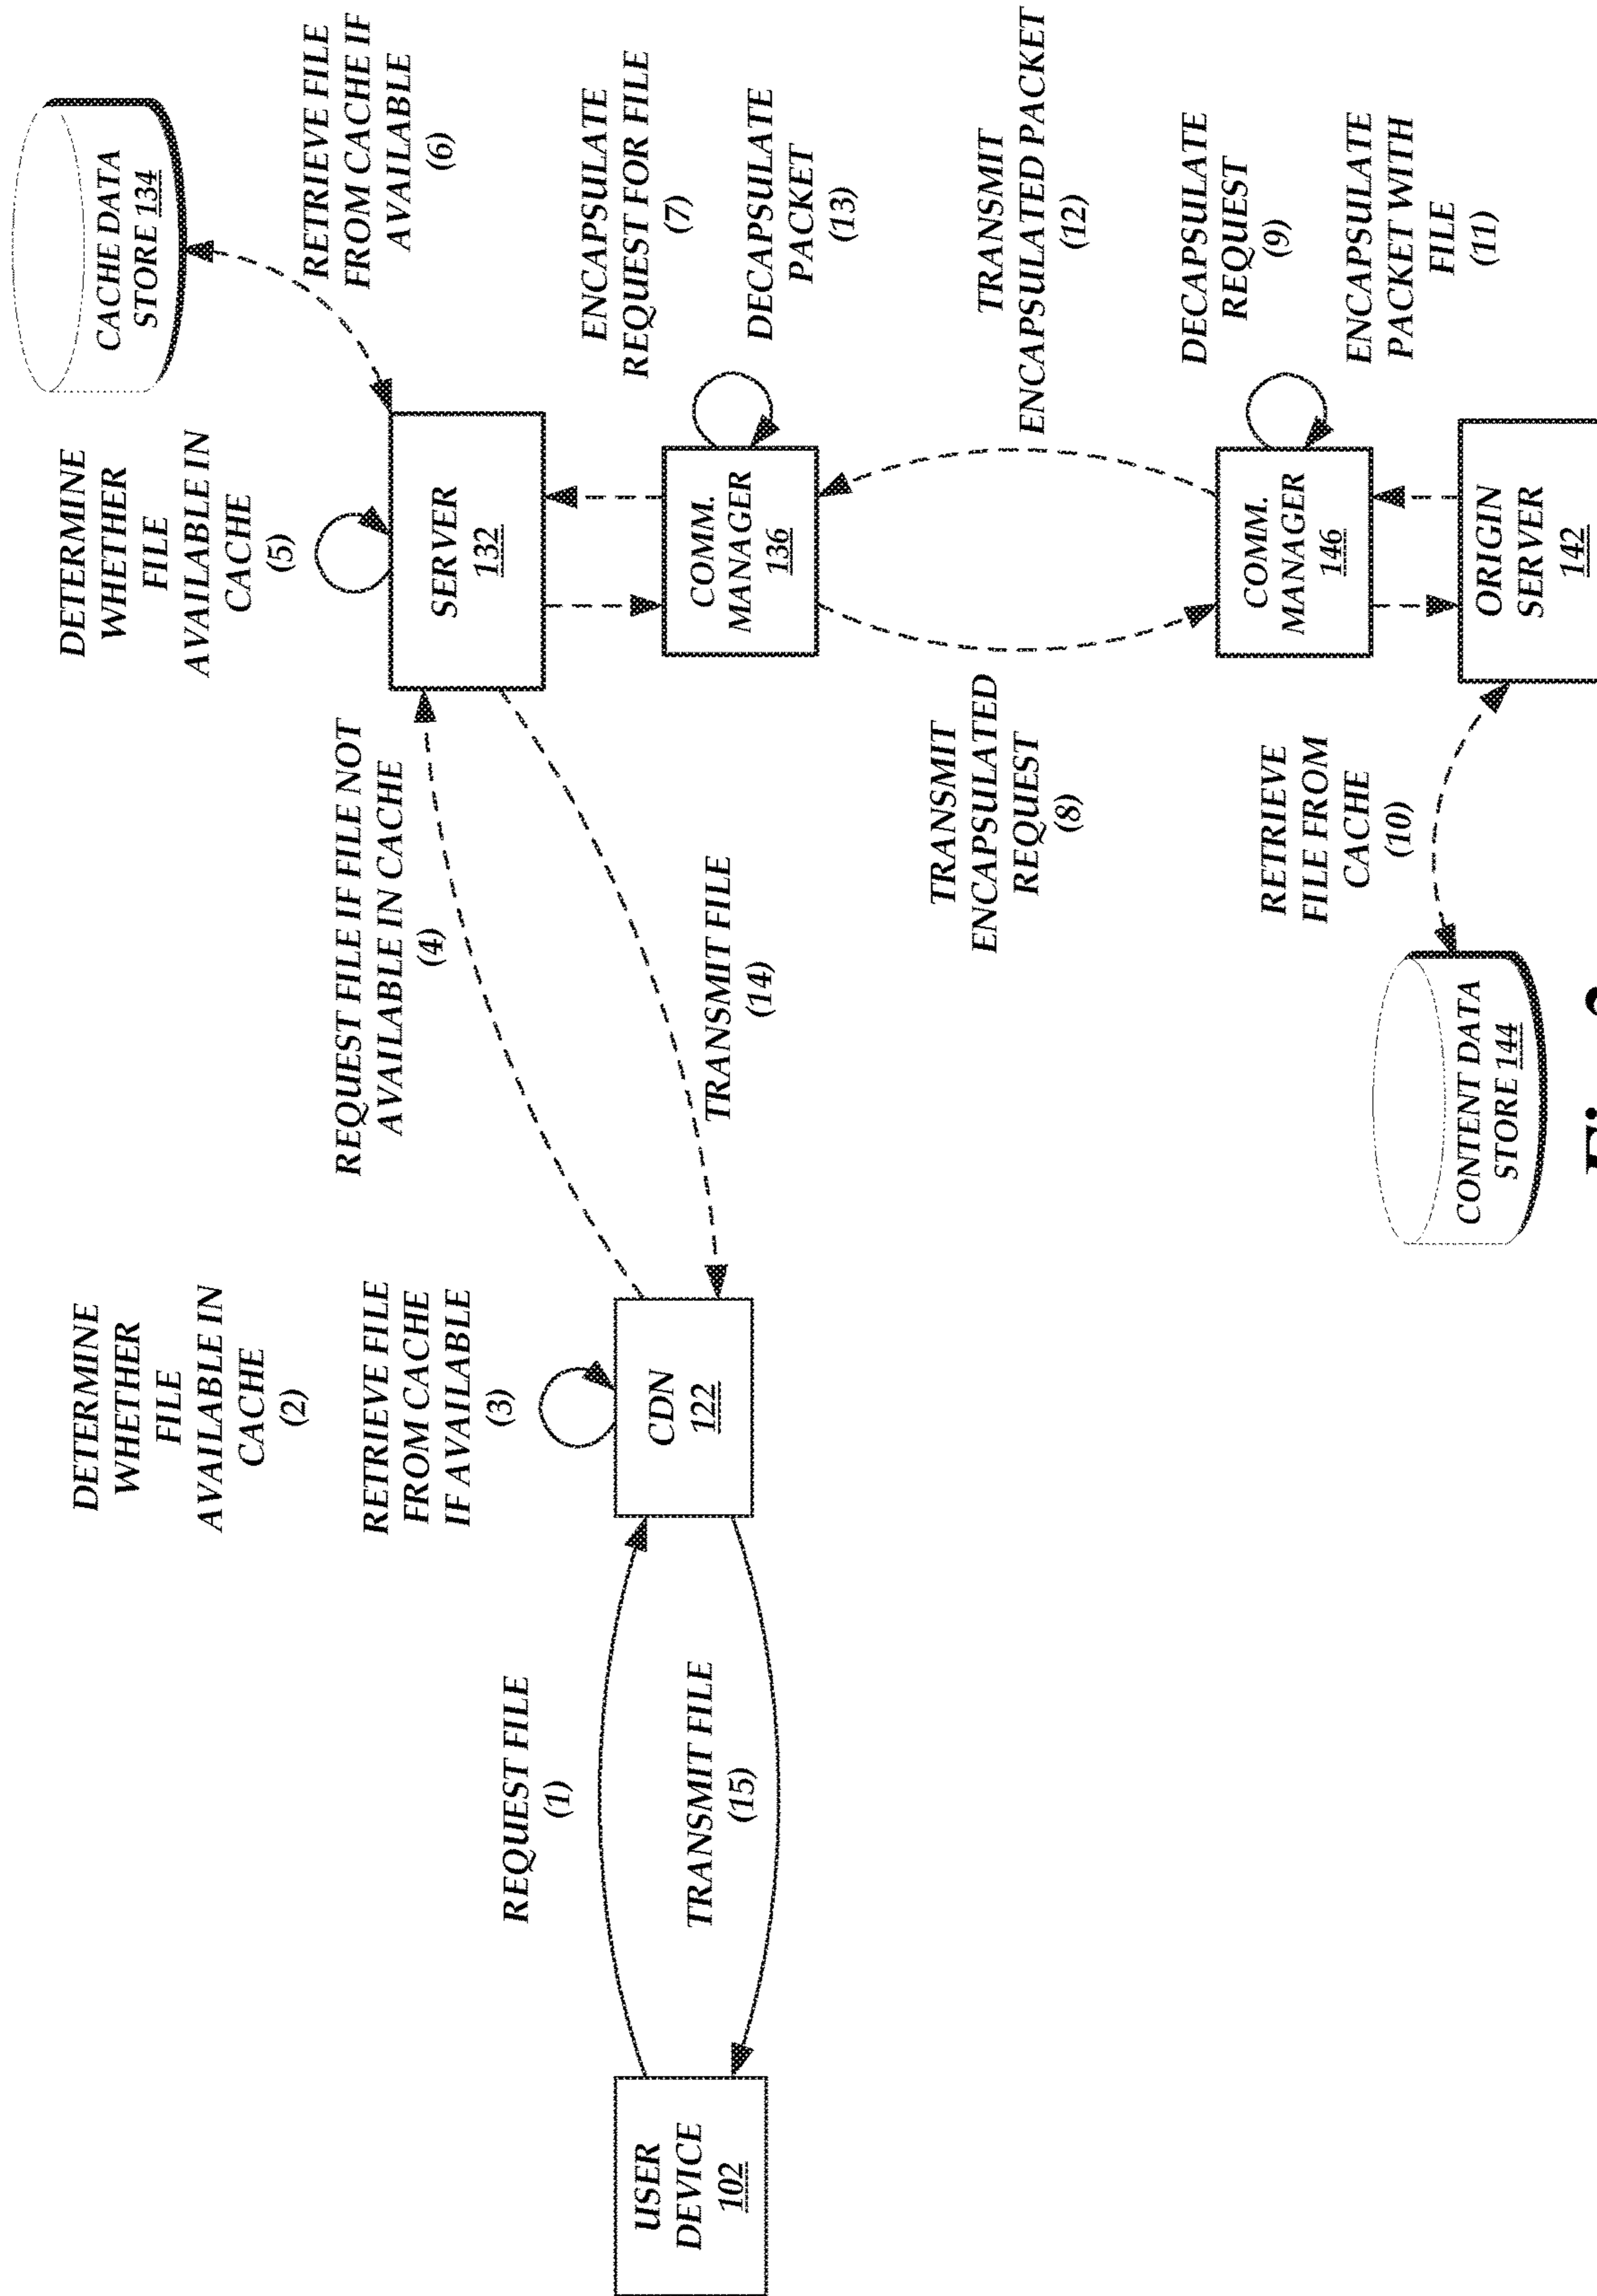 DETERMINE
WHETHER
FILE
AVAILABLE IN
CACHE
(2)
RETRIEVE FILE
FROM CACHE
IF AVAILABLE
(3)
REQUEST FILE
(1)
USER
DEVICE
102
TRANSMIT FILE
(15)
CDN
122
REQUEST FILE IF FILE NOT
AVAILABLE IN CACHE
(4)
TRANSMIT FILE
(14)
DETERMINE
WHETHER
FILE
AVAILABLE IN
CACHE
(5)
CACHE DATA
STORE 134
RETRIEVE FILE
FROM CACHE IF
AVAILABLE
(6)
SERVER
132
ENCAPSULATE
REQUEST FOR FILE
(7)
DECAPSULATE
PACKET
(13)
COMM.
MANAGER
136
TRANSMIT
ENCAPSULATED
REQUEST
(8)
TRANSMIT
ENCAPSULATED PACKET
(12)
COMM.
MANAGER
146
DECAPSULATE
REQUEST
(9)
ENCAPSULATE
PACKET WITH
FILE
(11)
RETRIEVE
FILE FROM
CACHE
(10)
CONTENT DATA
STORE 144
ORIGIN
SERVER
142